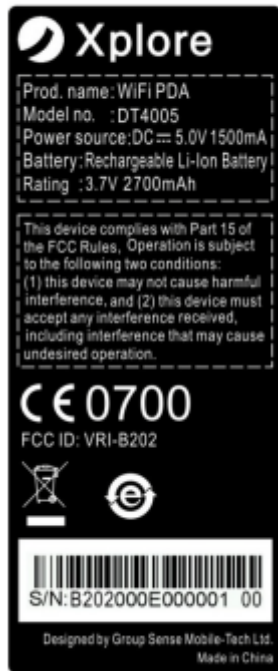 Xplore
Prod. name: WiFi PDA
Model no. : DT4005
Power source:DC⎓ 5.0V 1500mA
Battery:Rechargeable Li-Ion Battery
Rating :3.7V 2700mAh
This device complies with Part 15 of
the FCC Rules, Operation is subject
to the following two conditions:
(1) this device may not cause harmful
interference, and (2) this device must
accept any interference received,
including interference that may cause
undesired operation.
CE 0700
FCC ID: VRI-B202
e
S/N:B202000E000001 00
Designed by Group Sense Mobile-Tech Ltd.
Made in China